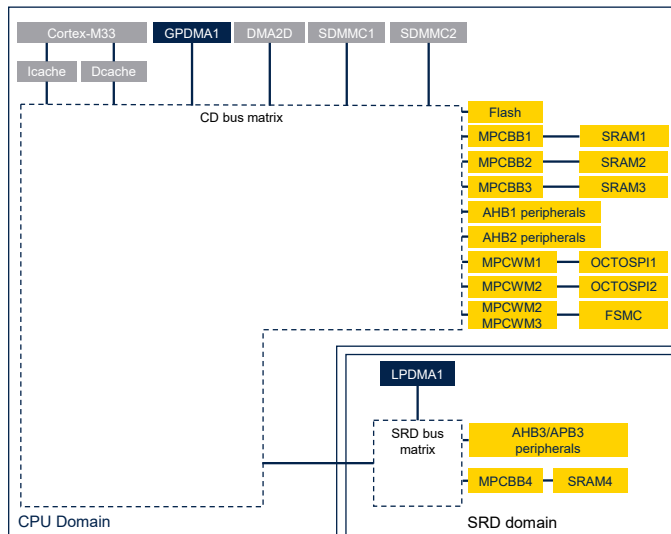 Cortex-M33
GPDMA1
DMA2D
SDMMC1
SDMMC2
Icache
Dcache
CD bus matrix
Flash
MPCBB1
SRAM1
MPCBB2
SRAM2
MPCBB3
SRAM3
AHB1 peripherals
AHB2 peripherals
MPCWM1
OCTOSPI1
MPCWM2
OCTOSPI2
MPCWM2
MPCWM3
FSMC
LPDMA1
SRD bus
matrix
AHB3/APB3
peripherals
MPCBB4
SRAM4
CPU Domain
SRD domain